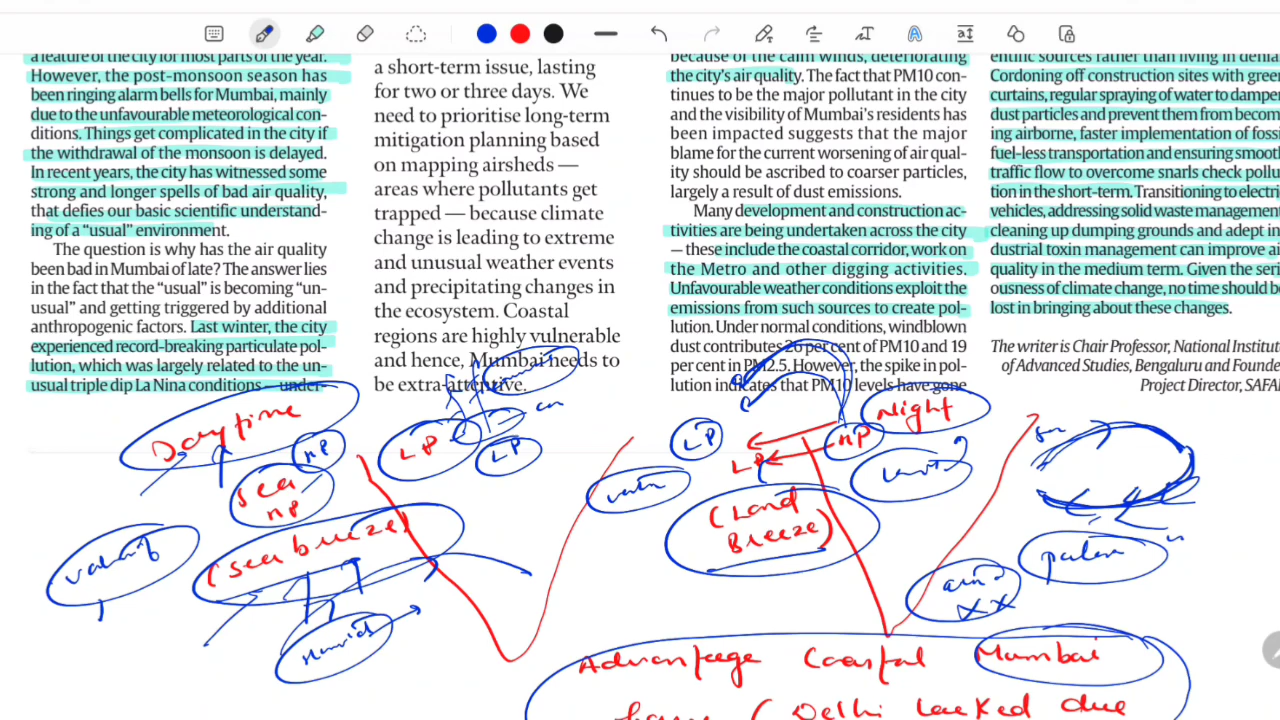 a feature of the city for most parts of the year.
However, the post-monsoon season has
been ringing alarm bells for Mumbai, mainly
due to the unfavourable meteorological con-
ditions. Things get complicated in the city if
the withdrawal of the monsoon is delayed.
In recent years, the city has witnessed some
strong and longer spells of bad air quality,
that defies our basic scientific understand-
ing of a “usual” environment.
The question is why has the air quality
been bad in Mumbai of late? The answer lies
in the fact that the “usual” is becoming “un-
usual” and getting triggered by additional
anthropogenic factors. Last winter, the city
experienced record-breaking particulate pol-
lution, which was largely related to the un-
usual triple dip La Nina conditions — under-
a short-term issue, lasting
for two or three days. We
need to prioritise long-term
mitigation planning based
on mapping airsheds —
areas where pollutants get
trapped — because climate
change is leading to extreme
and unusual weather events
and precipitating changes in
the ecosystem. Coastal
regions are highly vulnerable
and hence, Mumbai needs to
be extra-attentive.
because of the calm winds, deteriorating
the city’s air quality. The fact that PM10 con-
tinues to be the major pollutant in the city
and the visibility of Mumbai’s residents has
been impacted suggests that the major
blame for the current worsening of air qual-
ity should be ascribed to coarser particles,
largely a result of dust emissions.
Many development and construction ac-
tivities are being undertaken across the city
— these include the coastal corridor, work on
the Metro and other digging activities.
Unfavourable weather conditions exploit the
emissions from such sources to create pol-
lution. Under normal conditions, windblown
dust contributes 26 per cent of PM10 and 19
per cent in PM2.5. However, the spike in pol-
lution indicates that PM10 levels have gone
entific sources rather than living in denia
Cordoning off construction sites with green
curtains, regular spraying of water to dampen
dust particles and prevent them from becom
ing airborne, faster implementation of foss
fuel-less transportation and ensuring smoot
traffic flow to overcome snarls check pollu
tion in the short-term. Transitioning to electri
vehicles, addressing solid waste management
cleaning up dumping grounds and adept in
dustrial toxin management can improve ai
quality in the medium term. Given the seri
ousness of climate change, no time should be
lost in bringing about these changes.
The writer is Chair Professor, National Institute
of Advanced Studies, Bengaluru and Founde
Project Director, SAFA
Daytime
HP
Sea
HP
(Sea breeze)
Humid
LP
LP
LP
Night
HP
LP
(Land
Breeze)
Advantage Coastal Mumbai
have (Delhi lacked due